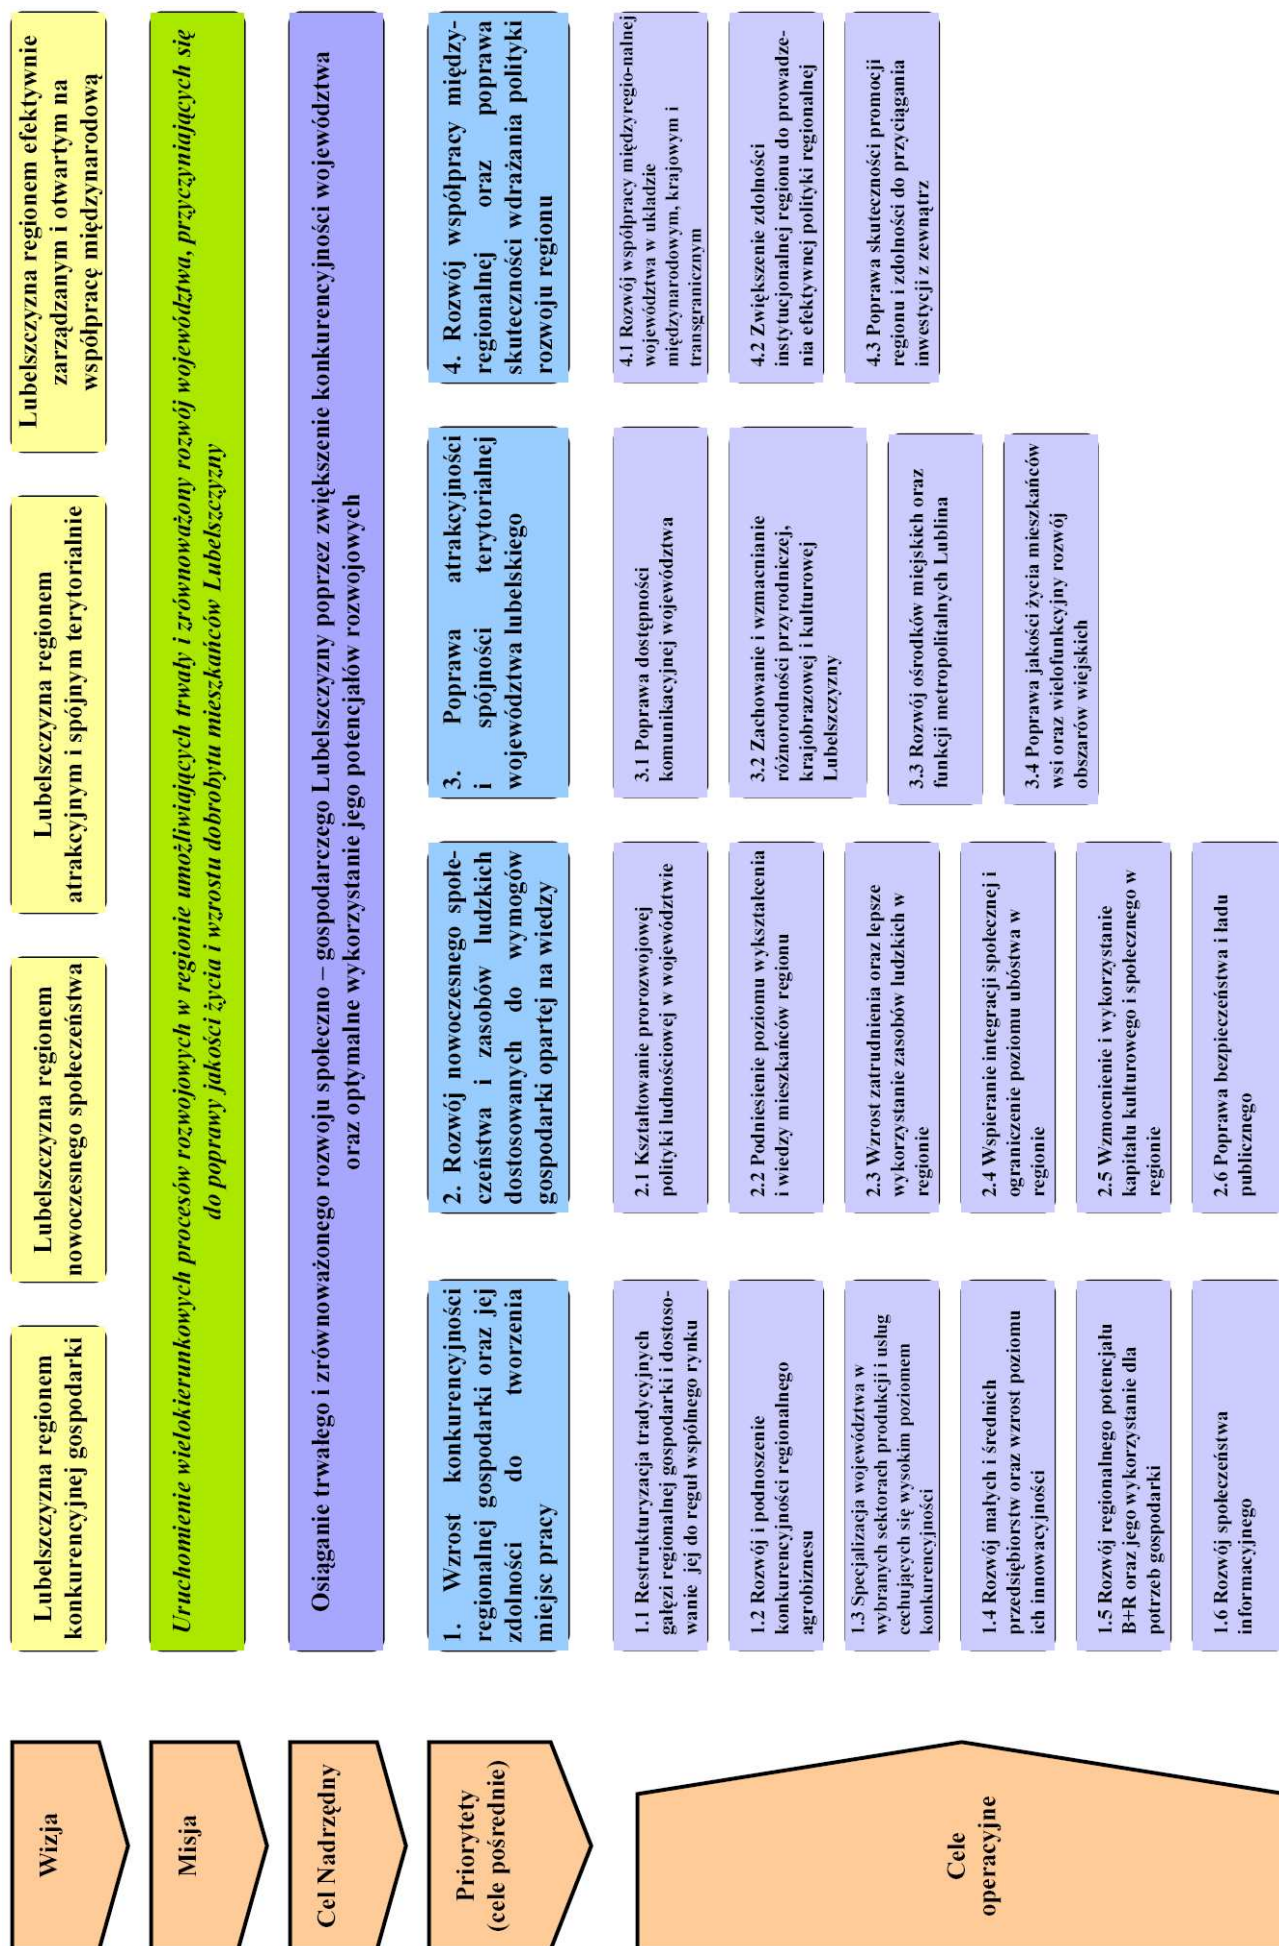 Wizja
Lubelszczyzna regionem
konkurencyjnej gospodarki
Lubelszczyzna regionem
nowoczesnego społeczeństwa
Lubelszczyzna regionem
atrakcyjnym i spójnym terytorialnie
Lubelszczyzna regionem efektywnie
zarządzanym i otwartym na
współpracę międzynarodową
Misja
Uruchomienie wielokierunkowych procesów rozwojowych w regionie umożliwiających trwały i zrównoważony rozwój województwa, przyczyniających się
do poprawy jakości życia i wzrostu dobrobytu mieszkańców Lubelszczyzny
Cel Nadrzędny
Osiąganie trwałego i zrównoważonego rozwoju społeczno – gospodarczego Lubelszczyzny poprzez zwiększenie konkurencyjności województwa
oraz optymalne wykorzystanie jego potencjałów rozwojowych
Priorytety
(cele pośrednie)
1. Wzrost konkurencyjności
regionalnej gospodarki oraz jej
zdolności do tworzenia
miejsc pracy
2. Rozwój nowoczesnego społe-
czeństwa i zasobów ludzkich
dostosowanych do wymogów
gospodarki opartej na wiedzy
3. Poprawa atrakcyjności
i spójności terytorialnej
województwa lubelskiego
4. Rozwój współpracy między-
regionalnej oraz poprawa
skuteczności wdrażania polityki
rozwoju regionu
Cele
operacyjne
1.1 Restrukturyzacja tradycyjnych
gałęzi regionalnej gospodarki i dostoso-
wanie jej do reguł wspólnego rynku
1.2 Rozwój i podnoszenie
konkurencyjności regionalnego
agrobiznesu
1.3 Specjalizacja województwa w
wybranych sektorach produkcji i usług
cechujących się wysokim poziomem
konkurencyjności
1.4 Rozwój małych i średnich
przedsiębiorstw oraz wzrost poziomu
ich innowacyjności
1.5 Rozwój regionalnego potencjału
B+R oraz jego wykorzystanie dla
potrzeb gospodarki
1.6 Rozwój społeczeństwa
informacyjnego
2.1 Kształtowanie prorozwojowej
polityki ludnościowej w województwie
2.2 Podniesienie poziomu wykształcenia
i wiedzy mieszkańców regionu
2.3 Wzrost zatrudnienia oraz lepsze
wykorzystanie zasobów ludzkich w
regionie
2.4 Wspieranie integracji społecznej i
ograniczenie poziomu ubóstwa w
regionie
2.5 Wzmocnienie i wykorzystanie
kapitału kulturowego i społecznego w
regionie
2.6 Poprawa bezpieczeństwa i ładu
publicznego
3.1 Poprawa dostępności
komunikacyjnej województwa
3.2 Zachowanie i wzmacnianie
różnorodności przyrodniczej,
krajobrazowej i kulturowej
Lubelszczyzny
3.3 Rozwój ośrodków miejskich oraz
funkcji metropolitalnych Lublina
3.4 Poprawa jakości życia mieszkańców
wsi oraz wielofunkcyjny rozwój
obszarów wiejskich
4.1 Rozwój współpracy międzyregio-nalnej
województwa w układzie
międzynarodowym, krajowym i
transgranicznym
4.2 Zwiększenie zdolności
instytucjonalnej regionu do prowadze-
nia efektywnej polityki regionalnej
4.3 Poprawa skuteczności promocji
regionu i zdolności do przyciągania
inwestycji z zewnątrz